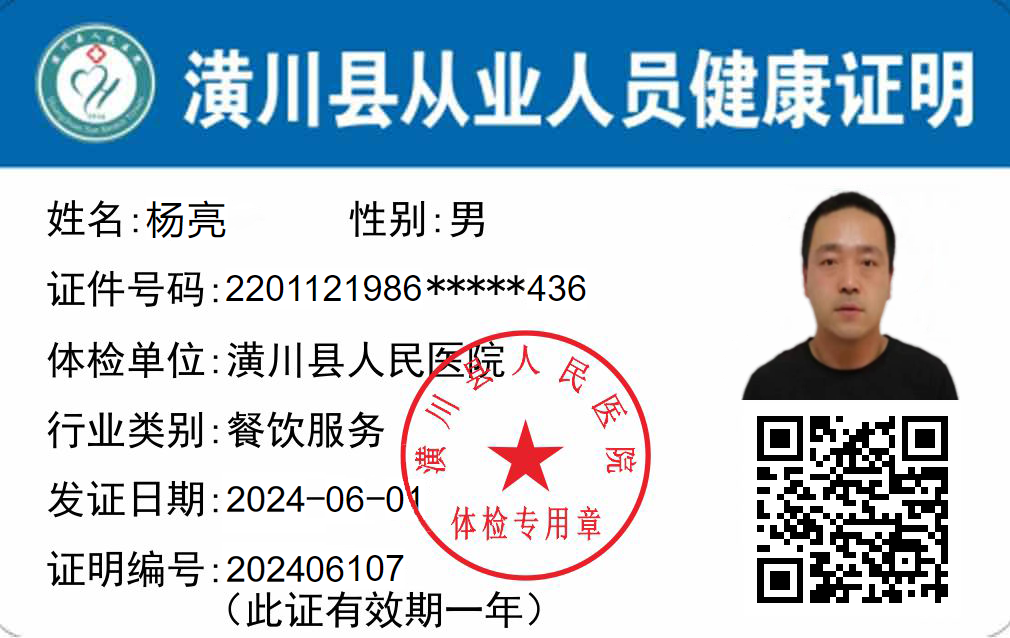 潢川县从业人员健康证明
姓名:杨亮 性别:男
证件号码:2201121986*****436
体检单位:潢川县人民医院
行业类别:餐饮服务
发证日期:2024-06-01
证明编号:202406107
（此证有效期一年）
潢川县人民医院
体检专用章